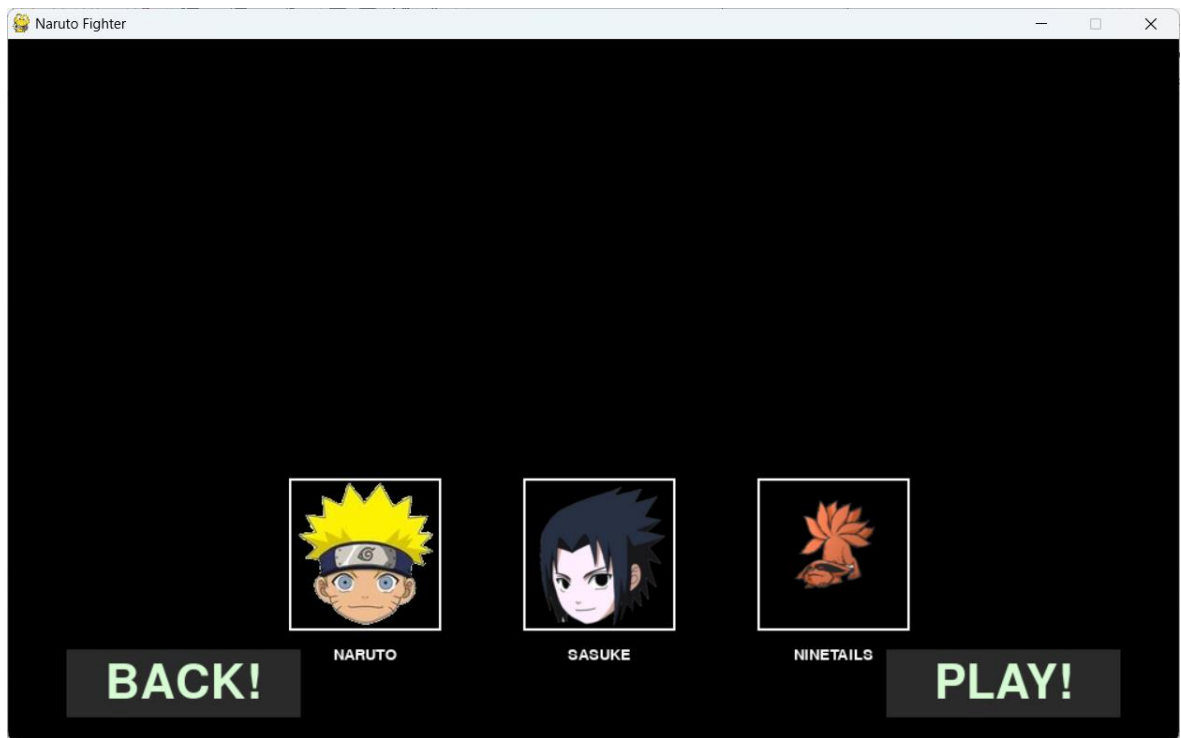 Naruto Fighter
NARUTO
SASUKE
NINETAILS
BACK!
PLAY!